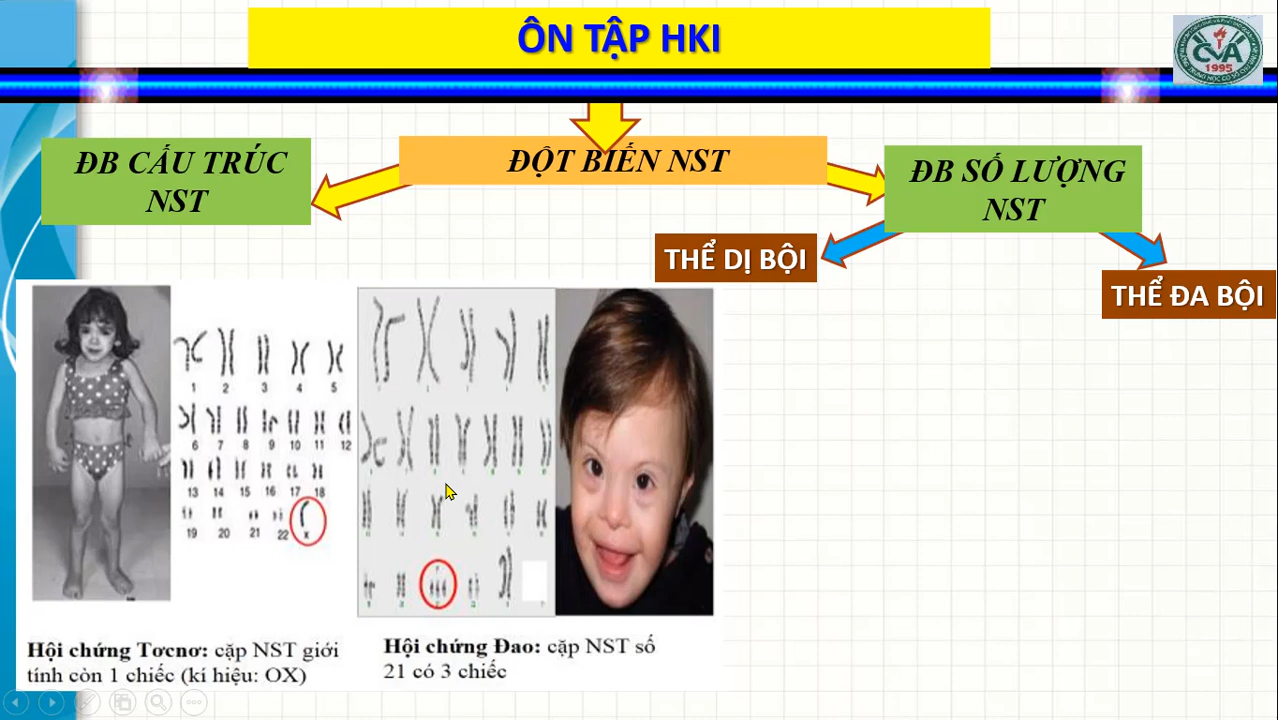 ÔN TẬP HKI
CVA
1995
ĐỘT BIẾN NST
ĐB CẤU TRÚC
NST
ĐB SỐ LƯỢNG
NST
THỂ DỊ BỘI
THỂ ĐA BỘI
1 2 3 4 5
6 7 8 9 10 11 12
13 14 15 16 17 18
19 20 21 22 X
Hội chứng Tơcnơ: cặp NST giới
tính còn 1 chiếc (kí hiệu: OX)
Hội chứng Đao: cặp NST số
21 có 3 chiếc